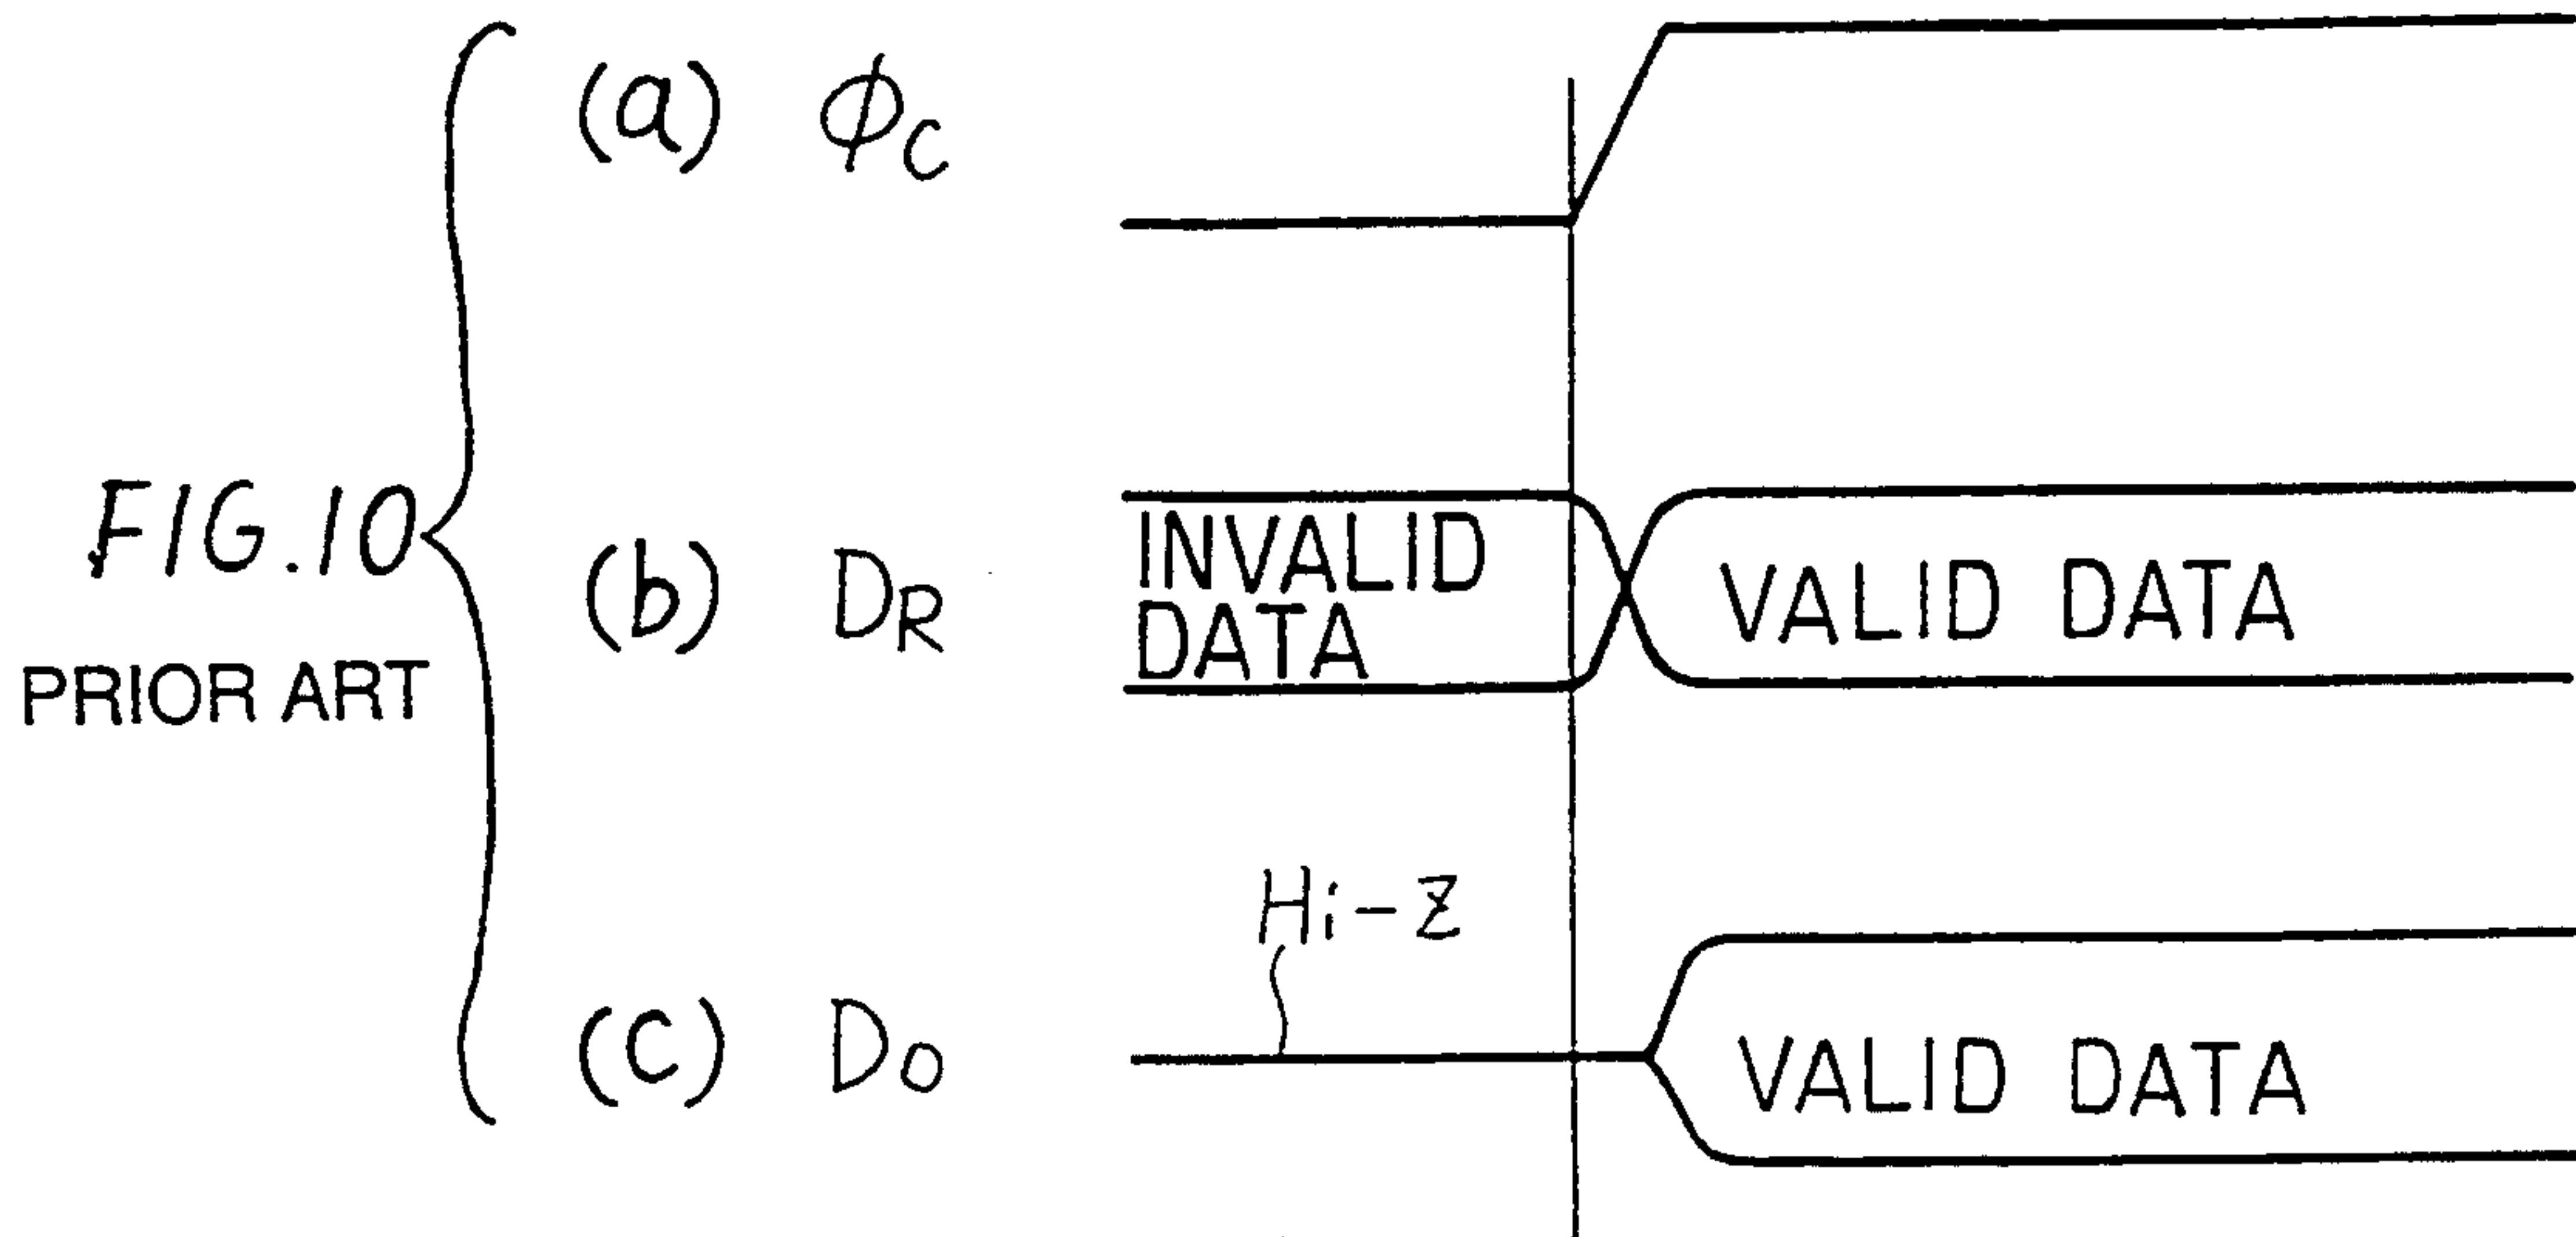 FIG. 10
PRIOR ART
(a) ϕC
(b) DR
INVALID
DATA
VALID DATA
(c) DO
Hi-Z
VALID DATA